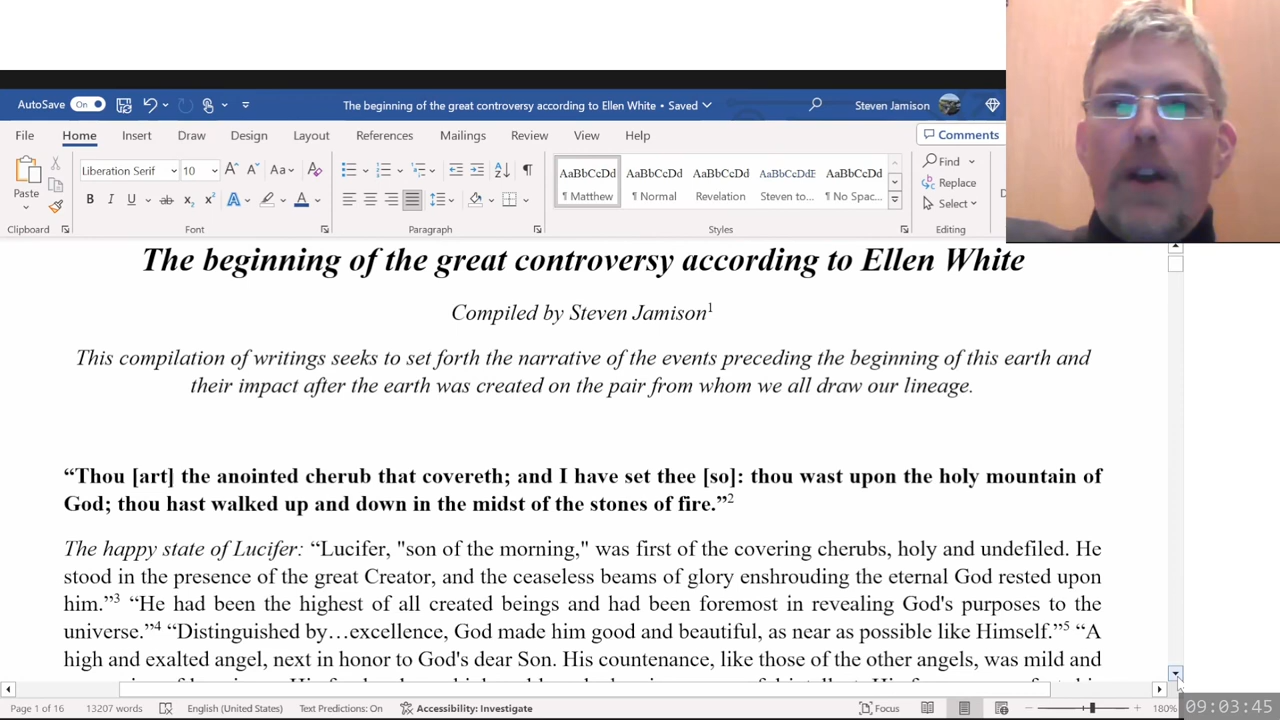 AutoSave On The beginning of the great controversy according to Ellen White • Saved Steven Jamison
File Home Insert Draw Design Layout References Mailings Review View Help Comments
Paste Liberation Serif 10 Aa AaBbCcDd AaBbCcDd AaBbCcDd AaBbCcDdE AaBbCcDd Find
B I U ab x₂ x² A A ¶ Matthew ¶ Normal Revelation Steven to... ¶ No Spac... Replace
Select
Clipboard Font Paragraph Styles Editing
The beginning of the great controversy according to Ellen White
Compiled by Steven Jamison¹
This compilation of writings seeks to set forth the narrative of the events preceding the beginning of this earth and
their impact after the earth was created on the pair from whom we all draw our lineage.
“Thou [art] the anointed cherub that covereth; and I have set thee [so]: thou wast upon the holy mountain of
God; thou hast walked up and down in the midst of the stones of fire.”²
The happy state of Lucifer: “Lucifer, "son of the morning," was first of the covering cherubs, holy and undefiled. He
stood in the presence of the great Creator, and the ceaseless beams of glory enshrouding the eternal God rested upon
him.”³ “He had been the highest of all created beings and had been foremost in revealing God's purposes to the
universe.”⁴ “Distinguished by…excellence, God made him good and beautiful, as near as possible like Himself.”⁵ “A
high and exalted angel, next in honor to God's dear Son. His countenance, like those of the other angels, was mild and
Page 1 of 16 13207 words English (United States) Text Predictions: On Accessibility: Investigate Focus 180%
09:03:45